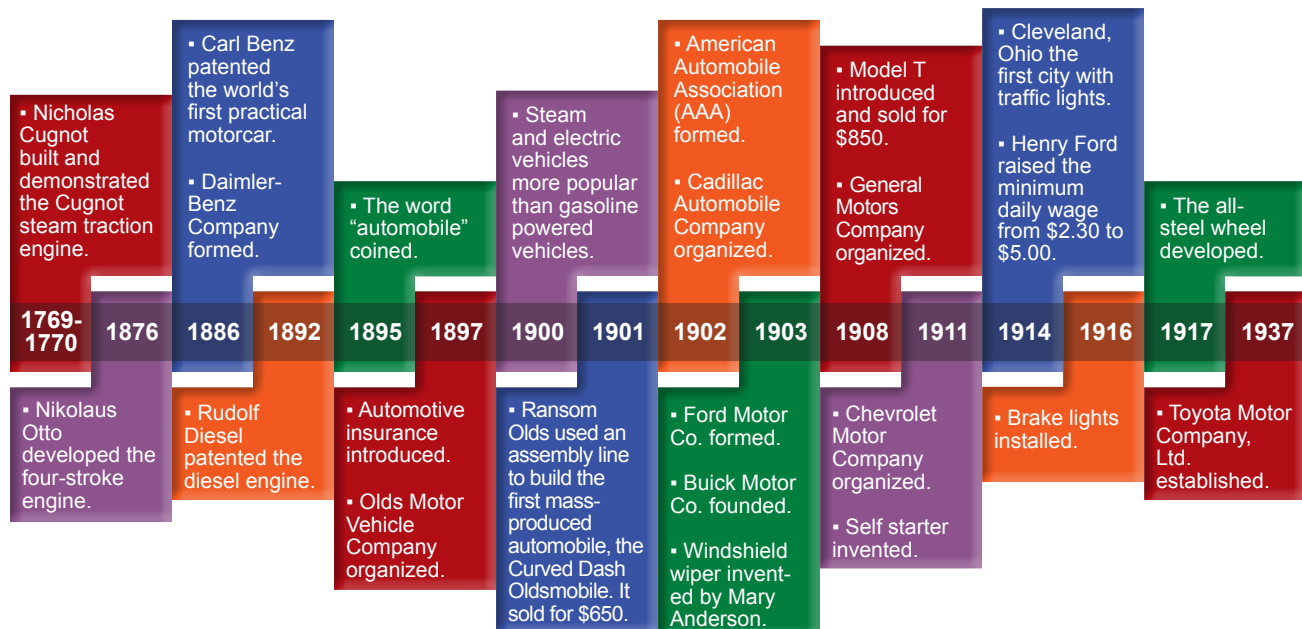 ▪ Nicholas
Cugnot
built and
demonstrated
the Cugnot
steam traction
engine.
1769-
1770
1876
▪ Nikolaus
Otto
developed the
four-stroke
engine.
▪ Carl Benz
patented
the world’s
first practical
motorcar.
▪ Daimler-
Benz
Company
formed.
1886
1892
▪ Rudolf
Diesel
patented the
diesel engine.
▪ The word
“automobile”
coined.
1895
1897
▪ Automotive
insurance
introduced.
▪ Olds Motor
Vehicle
Company
organized.
▪ Steam
and electric
vehicles
more popular
than gasoline
powered
vehicles.
1900
1901
▪ Ransom
Olds used an
assembly line
to build the
first mass-
produced
automobile, the
Curved Dash
Oldsmobile. It
sold for $650.
▪ American
Automobile
Association
(AAA)
formed.
▪ Cadillac
Automobile
Company
organized.
1902
1903
▪ Ford Motor
Co. formed.
▪ Buick Motor
Co. founded.
▪ Windshield
wiper invent-
ed by Mary
Anderson.
▪ Model T
introduced
and sold for
$850.
▪ General
Motors
Company
organized.
1908
1911
▪ Chevrolet
Motor
Company
organized.
▪ Self starter
invented.
▪ Cleveland,
Ohio the
first city with
traffic lights.
▪ Henry Ford
raised the
minimum
daily wage
from $2.30 to
$5.00.
1914
1916
▪ Brake lights
installed.
▪ The all-
steel wheel
developed.
1917
1937
▪ Toyota Motor
Company,
Ltd.
established.